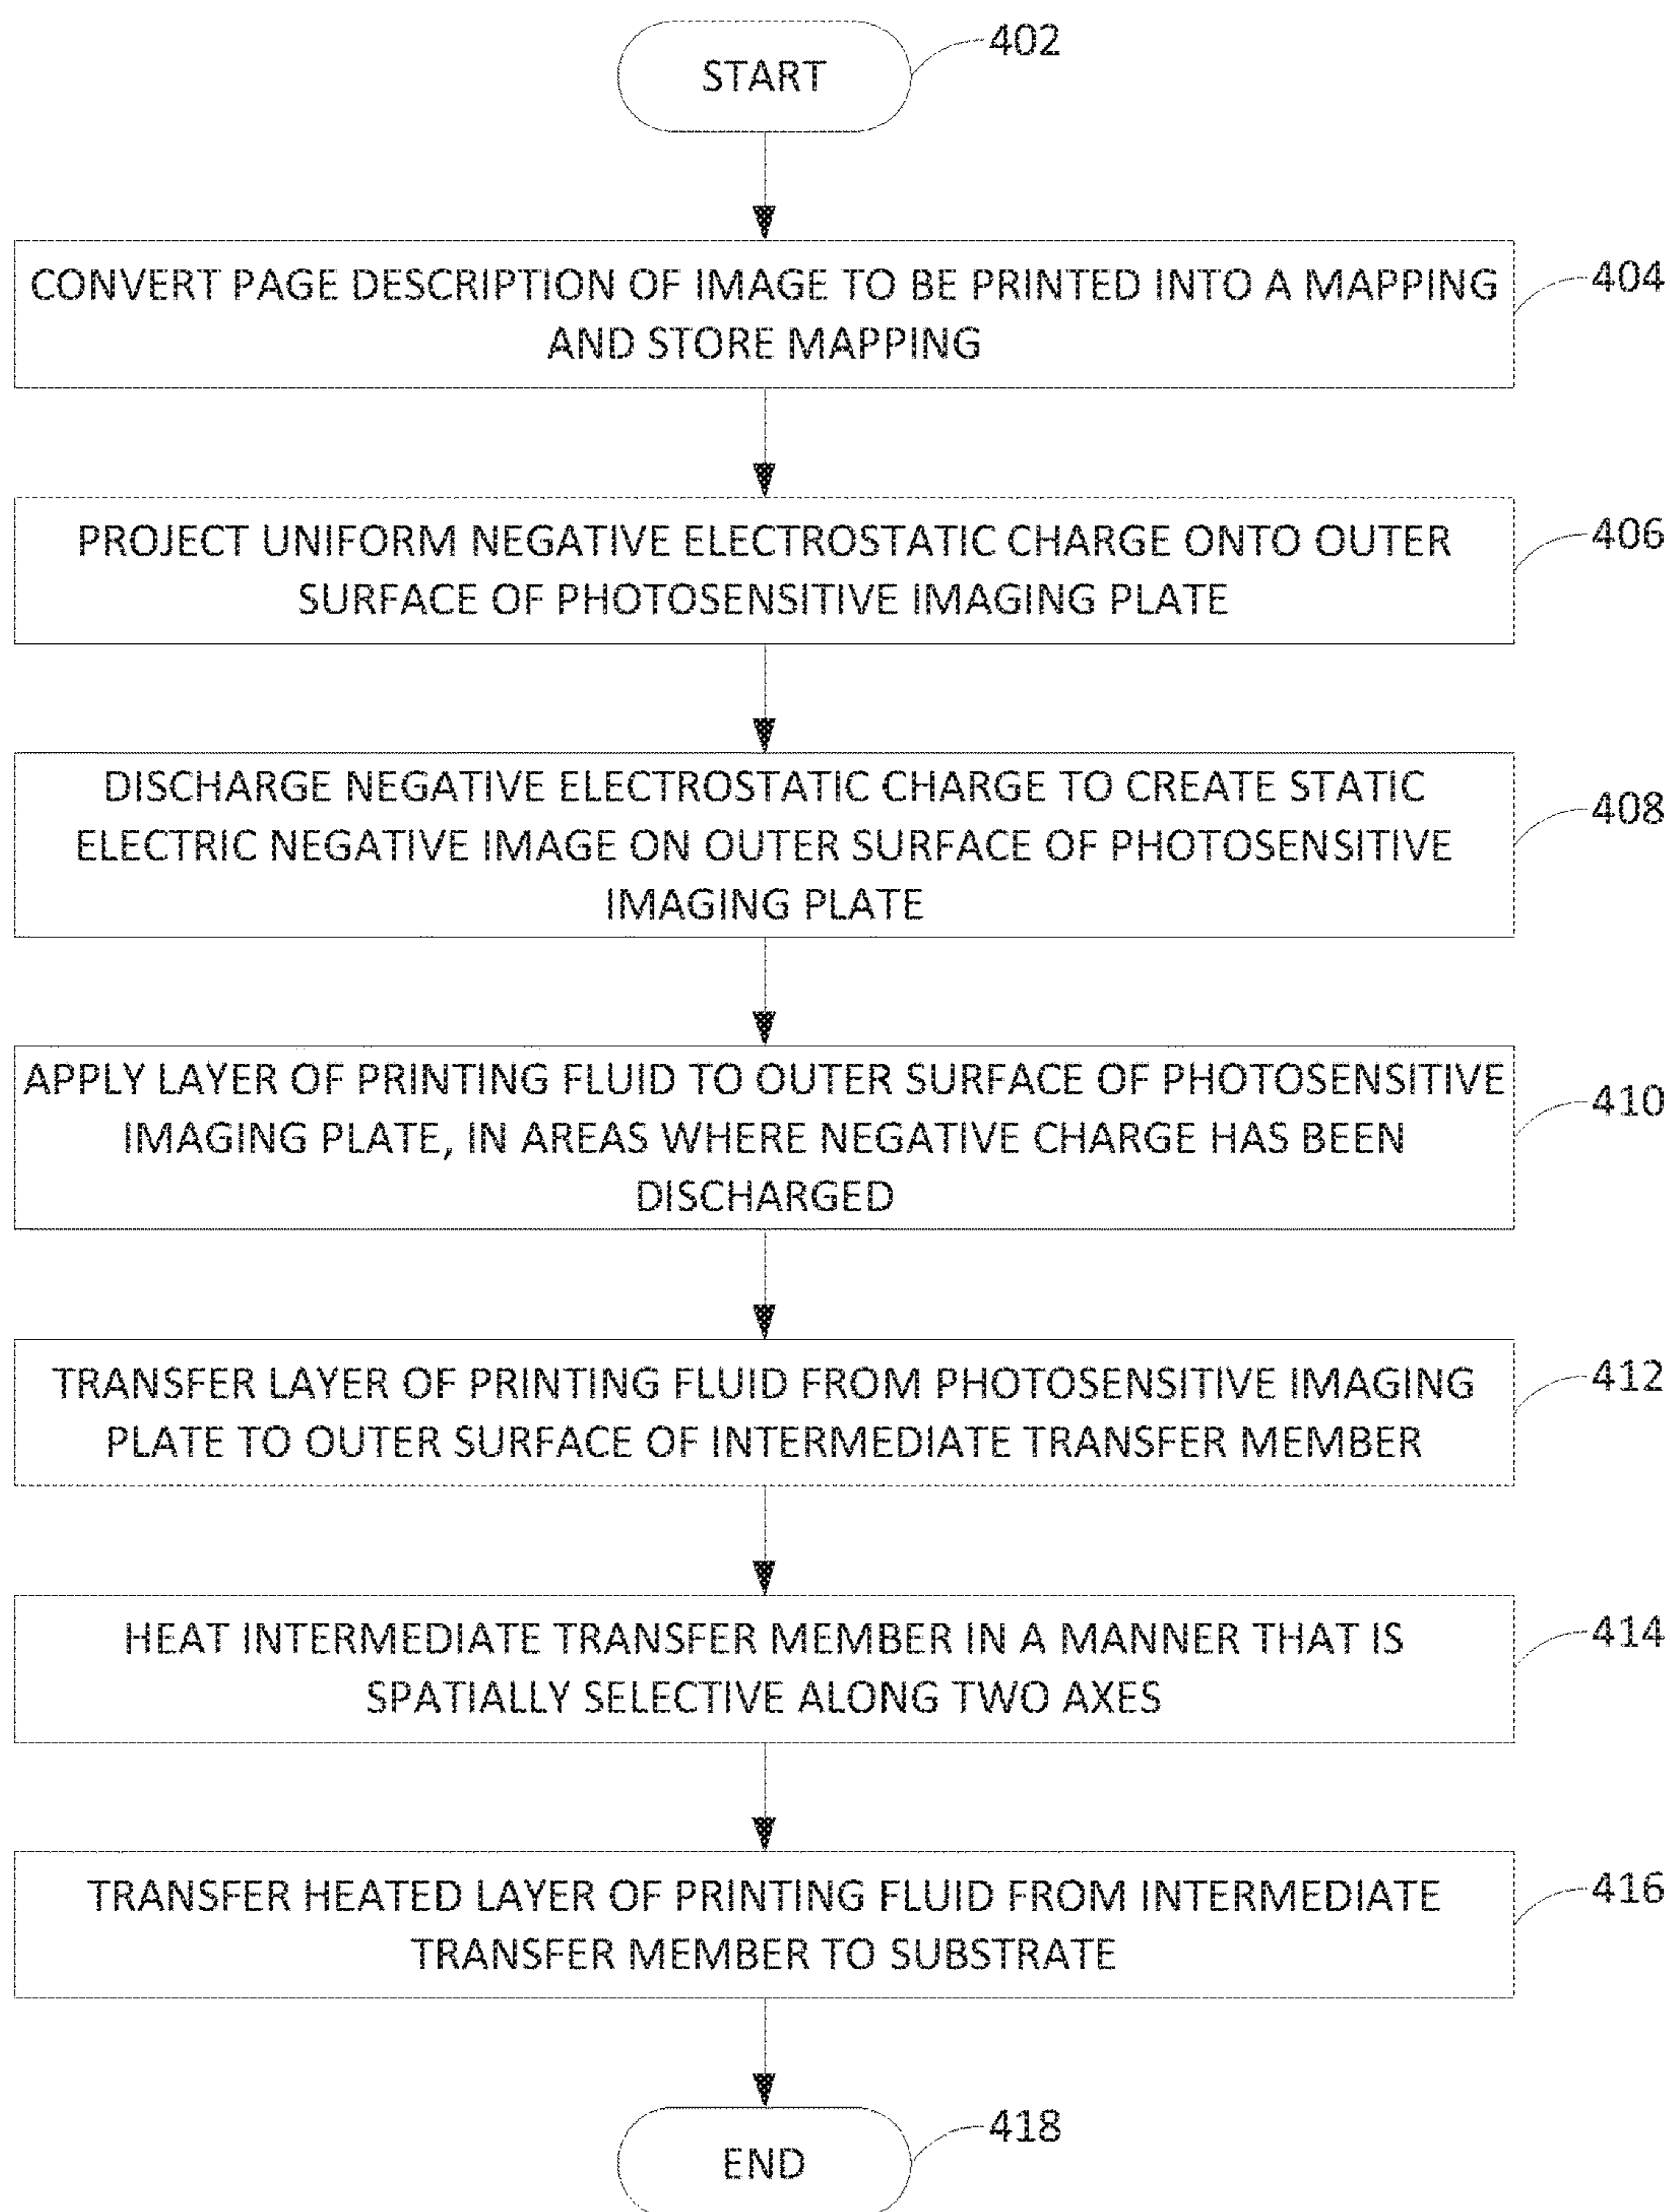 START
402
CONVERT PAGE DESCRIPTION OF IMAGE TO BE PRINTED INTO A MAPPING
AND STORE MAPPING
404
PROJECT UNIFORM NEGATIVE ELECTROSTATIC CHARGE ONTO OUTER
SURFACE OF PHOTOSENSITIVE IMAGING PLATE
406
DISCHARGE NEGATIVE ELECTROSTATIC CHARGE TO CREATE STATIC
ELECTRIC NEGATIVE IMAGE ON OUTER SURFACE OF PHOTOSENSITIVE
IMAGING PLATE
408
APPLY LAYER OF PRINTING FLUID TO OUTER SURFACE OF PHOTOSENSITIVE
IMAGING PLATE, IN AREAS WHERE NEGATIVE CHARGE HAS BEEN
DISCHARGED
410
TRANSFER LAYER OF PRINTING FLUID FROM PHOTOSENSITIVE IMAGING
PLATE TO OUTER SURFACE OF INTERMEDIATE TRANSFER MEMBER
412
HEAT INTERMEDIATE TRANSFER MEMBER IN A MANNER THAT IS
SPATIALLY SELECTIVE ALONG TWO AXES
414
TRANSFER HEATED LAYER OF PRINTING FLUID FROM INTERMEDIATE
TRANSFER MEMBER TO SUBSTRATE
416
END
418